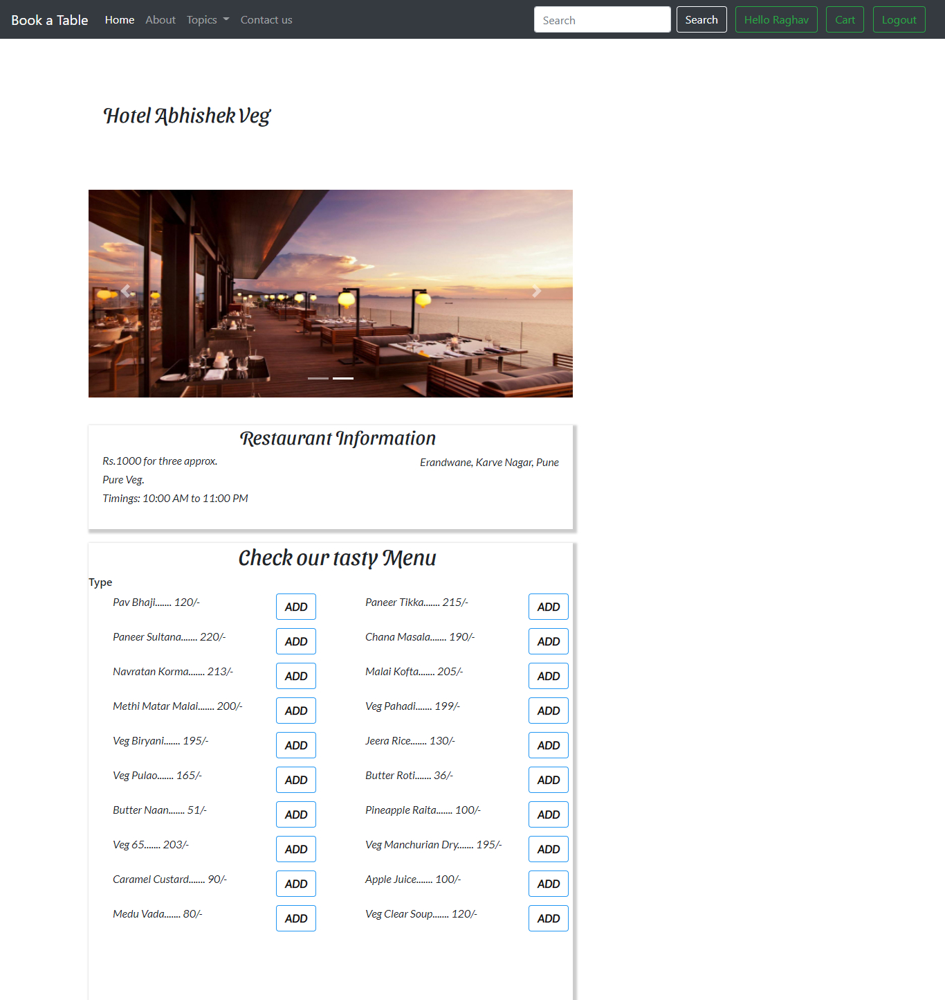 Book a Table Home About Topics Contact us Search Search Hello Raghav Cart Logout
Hotel Abhishek Veg
Restaurant Information
Rs.1000 for three approx.
Erandwane, Karve Nagar, Pune
Pure Veg.
Timings: 10:00 AM to 11:00 PM
Check our tasty Menu
Type
Pav Bhaji....... 120/- ADD Paneer Tikka....... 215/- ADD
Paneer Sultana....... 220/- ADD Chana Masala....... 190/- ADD
Navratan Korma....... 213/- ADD Malai Kofta....... 205/- ADD
Methi Matar Malai....... 200/- ADD Veg Pahadi....... 199/- ADD
Veg Biryani....... 195/- ADD Jeera Rice....... 130/- ADD
Veg Pulao....... 165/- ADD Butter Roti....... 36/- ADD
Butter Naan....... 51/- ADD Pineapple Raita....... 100/- ADD
Veg 65....... 203/- ADD Veg Manchurian Dry....... 195/- ADD
Caramel Custard....... 90/- ADD Apple Juice....... 100/- ADD
Medu Vada....... 80/- ADD Veg Clear Soup....... 120/- ADD